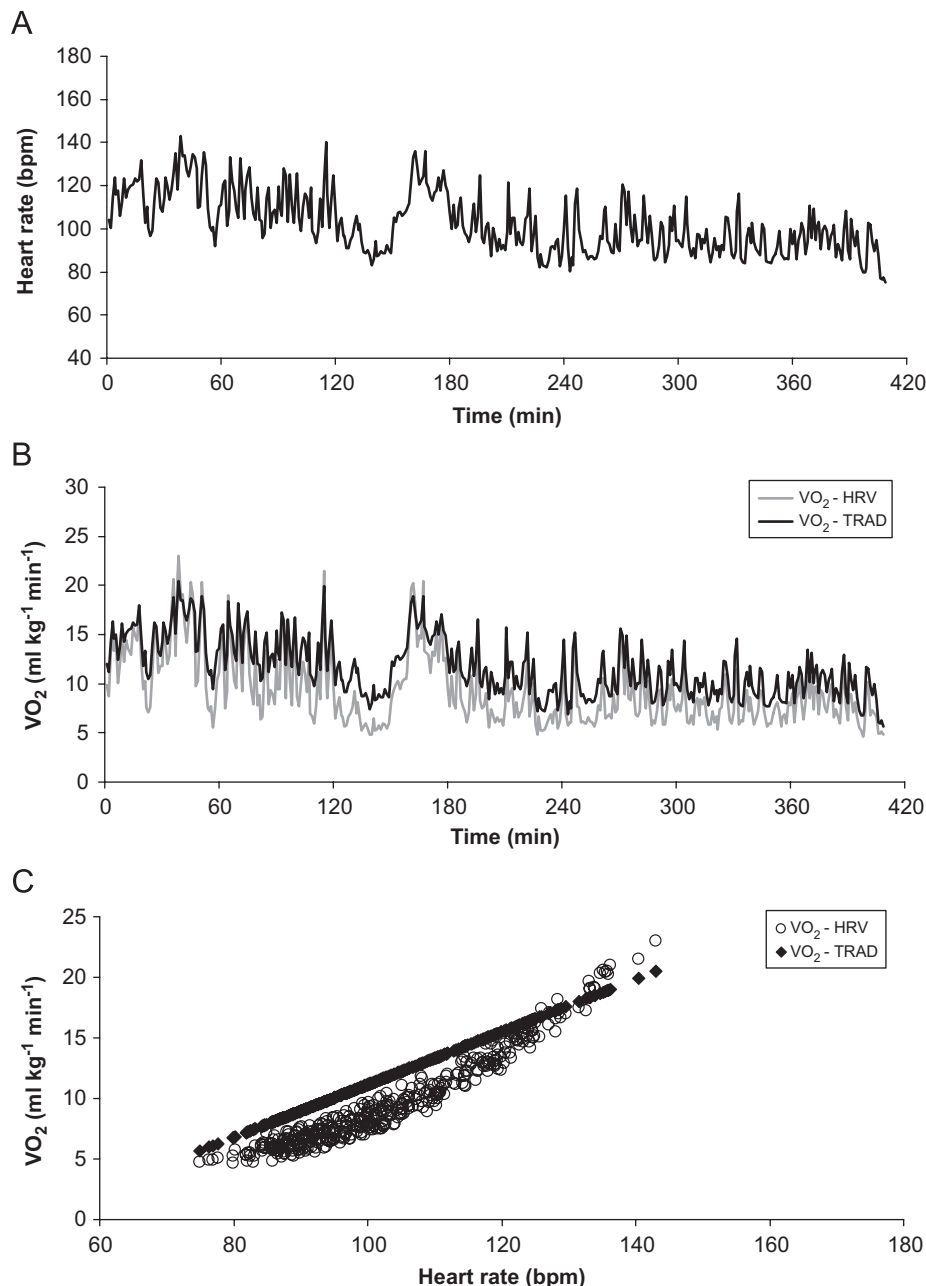 A
180
160
140
120
100
80
60
40
Heart rate (bpm)
0 60 120 180 240 300 360 420
Time (min)
B
30
25
20
15
10
5
0
VO₂ (ml kg⁻¹ min⁻¹)
VO₂ - HRV
VO₂ - TRAD
0 60 120 180 240 300 360 420
Time (min)
C
25
20
15
10
5
0
VO₂ (ml kg⁻¹ min⁻¹)
VO₂ - HRV
VO₂ - TRAD
60 80 100 120 140 160 180
Heart rate (bpm)